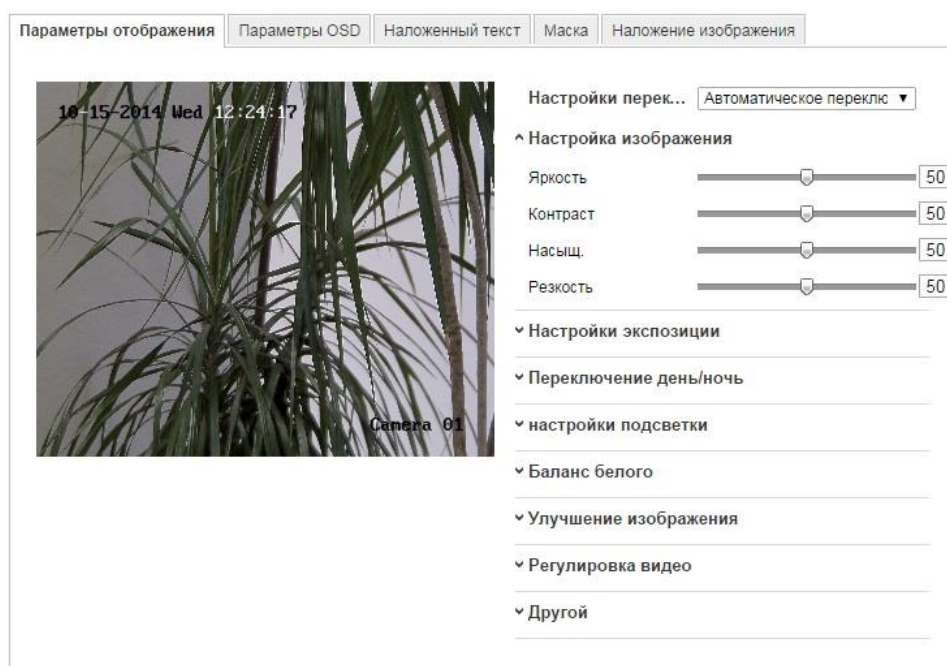 Параметры отображения
Параметры OSD
Наложенный текст
Маска
Наложение изображения
10-15-2014 Wed 12:24:17
Camera 01
Настройки перек... Автоматическое переклю
Настройка изображения
Яркость 50
Контраст 50
Насыщ. 50
Резкость 50
Настройки экспозиции
Переключение день/ночь
настройки подсветки
Баланс белого
Улучшение изображения
Регулировка видео
Другой